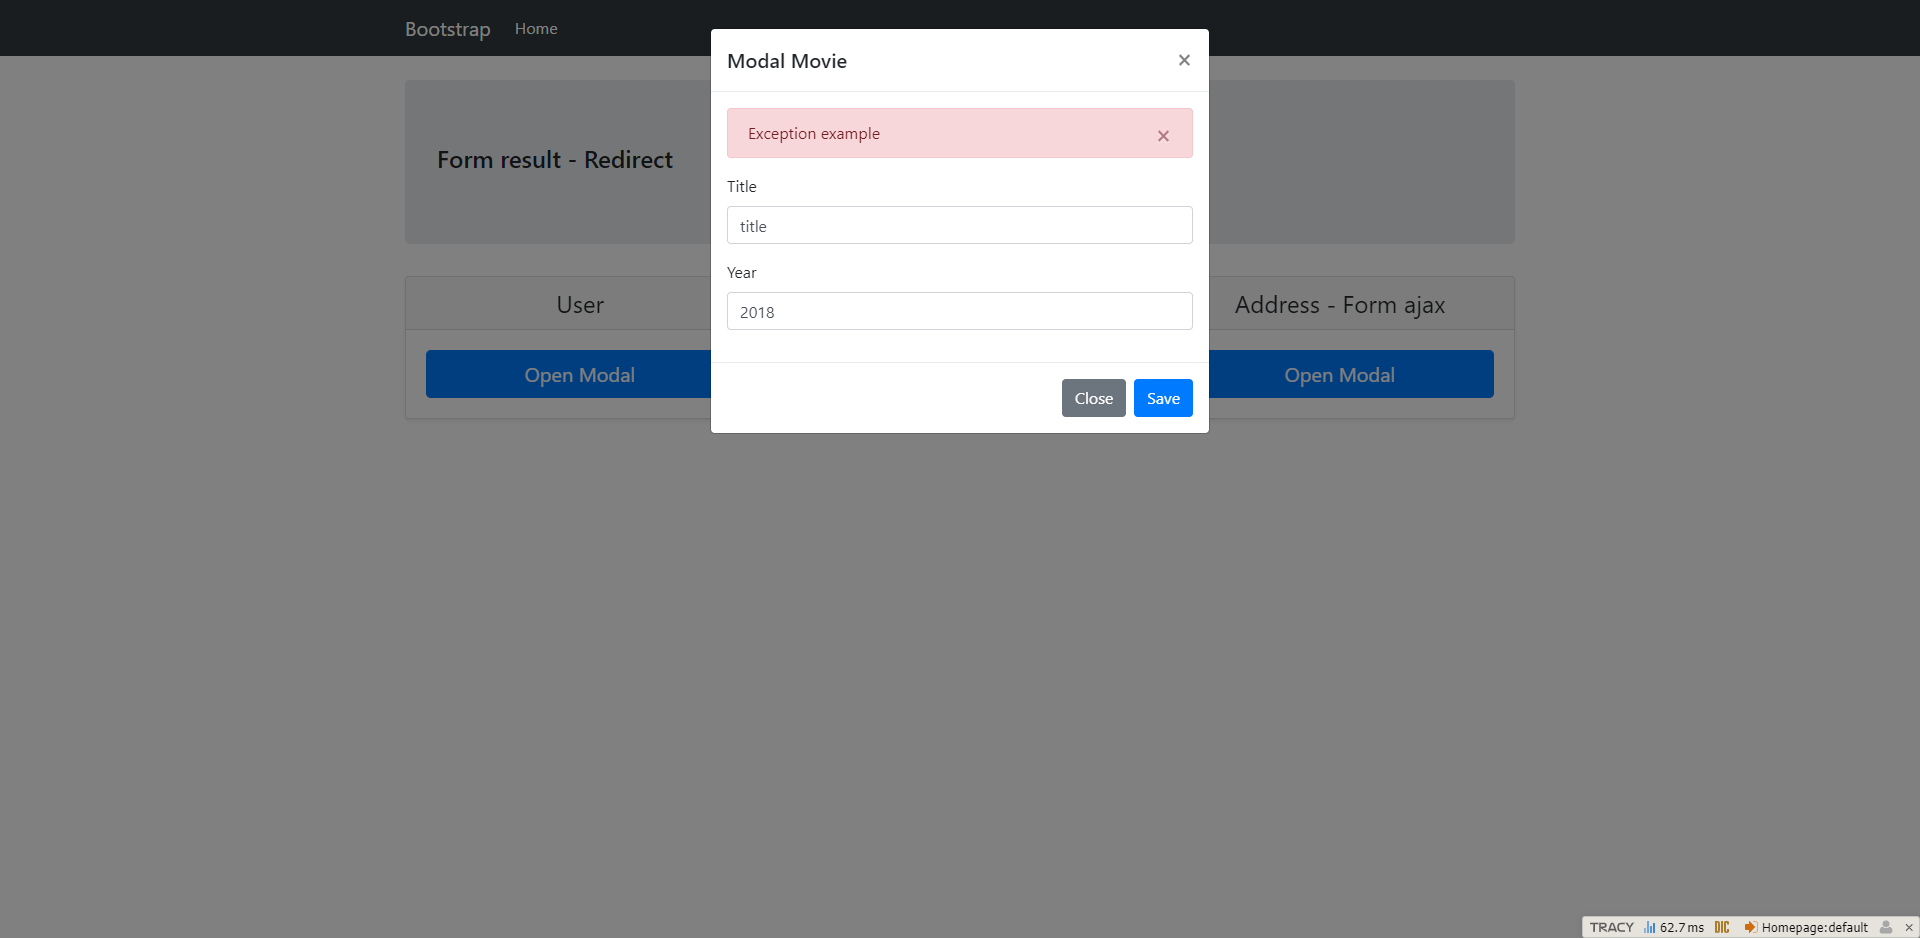 Bootstrap Home
Modal Movie ×
Exception example ×
Form result - Redirect
Title
title
Year
2018
User
Address - Form ajax
Open Modal
Open Modal
Close Save
TRACY 62.7 ms DIC Homepage:default ×